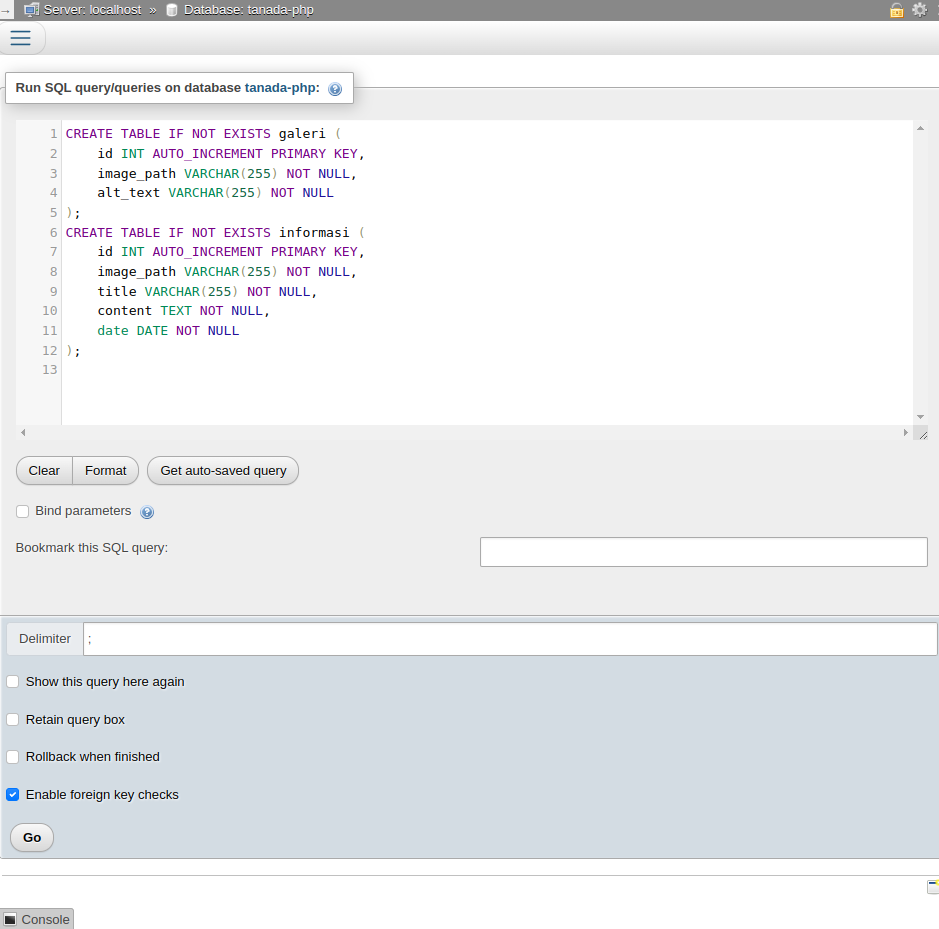 Server: localhost » Database: tanada-php
Run SQL query/queries on database tanada-php:
1 CREATE TABLE IF NOT EXISTS galeri (
2 id INT AUTO_INCREMENT PRIMARY KEY,
3 image_path VARCHAR(255) NOT NULL,
4 alt_text VARCHAR(255) NOT NULL
5 );
6 CREATE TABLE IF NOT EXISTS informasi (
7 id INT AUTO_INCREMENT PRIMARY KEY,
8 image_path VARCHAR(255) NOT NULL,
9 title VARCHAR(255) NOT NULL,
10 content TEXT NOT NULL,
11 date DATE NOT NULL
12 );
13
Clear Format Get auto-saved query
Bind parameters
Bookmark this SQL query:
Delimiter ;
Show this query here again
Retain query box
Rollback when finished
Enable foreign key checks
Go
Console